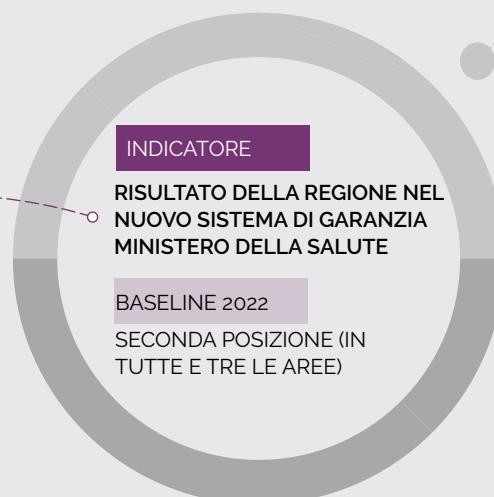 INDICATORE
RISULTATO DELLA REGIONE NEL
NUOVO SISTEMA DI GARANZIA
MINISTERO DELLA SALUTE
BASELINE 2022
SECONDA POSIZIONE (IN
TUTTE E TRE LE AREE)